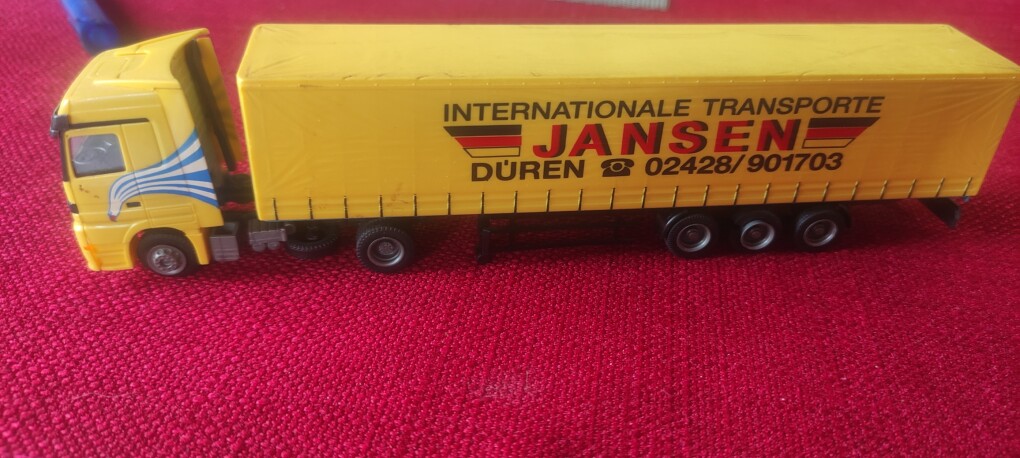 INTERNATIONALE TRANSPORTE
JANSEN
DÜREN ☎ 02428/901703